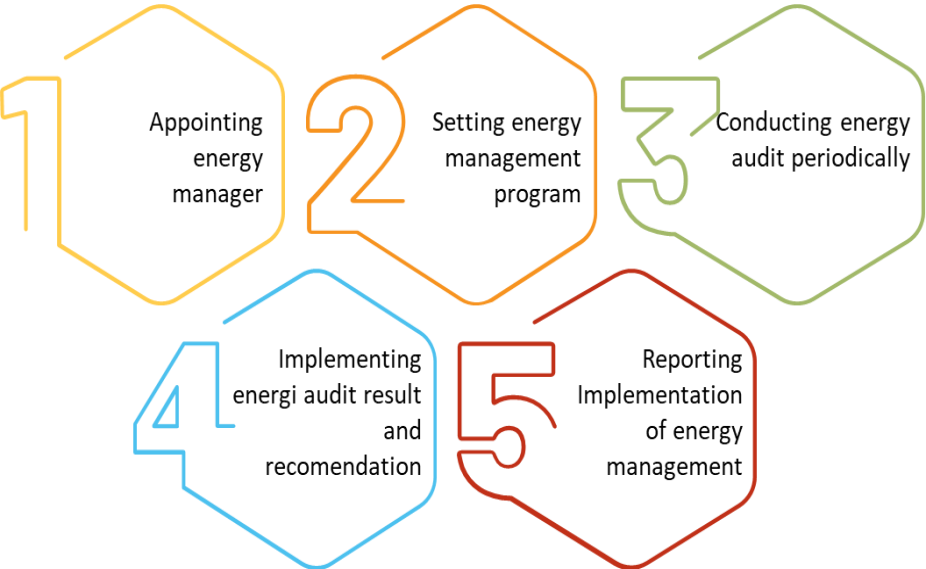 1
Appointing
energy
manager
2
Setting energy
management
program
3
Conducting energy
audit periodically
4
Implementing
energi audit result
and
recomendation
5
Reporting
Implementation
of energy
management